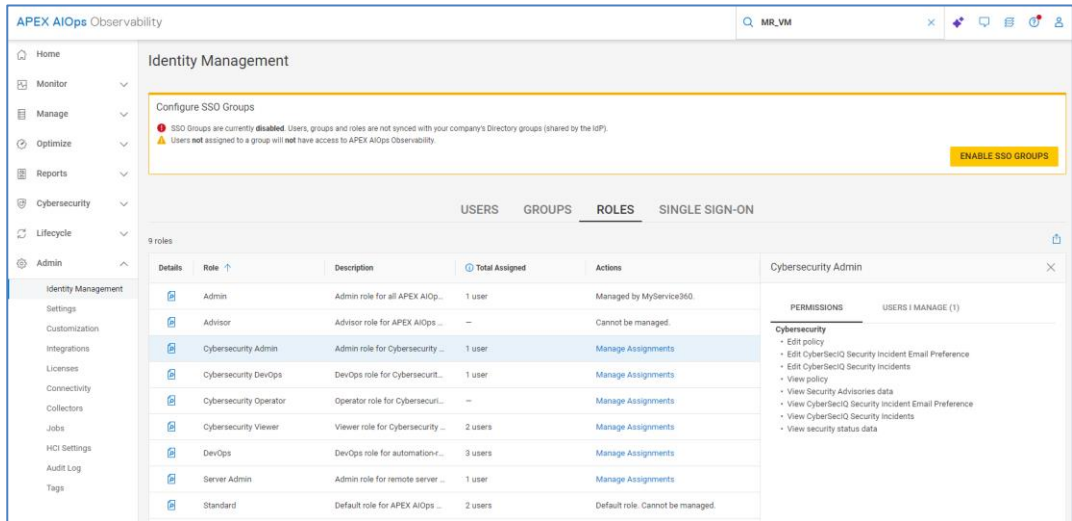 APEX AIOps Observability
MR_VM
Home
Monitor
Manage
Optimize
Reports
Cybersecurity
Lifecycle
Admin
Identity Management
Settings
Customization
Integrations
Licenses
Connectivity
Collectors
Jobs
HCI Settings
Audit Log
Tags
Identity Management
Configure SSO Groups
SSO Groups are currently disabled. Users, groups and roles are not synced with your company's Directory groups (shared by the IdP).
Users not assigned to a group will not have access to APEX AIOps Observability.
ENABLE SSO GROUPS
USERS GROUPS ROLES SINGLE SIGN-ON
9 roles
Details Role Description Total Assigned Actions
Admin Admin role for all APEX AIOp... 1 user Managed by MyService360.
Advisor Advisor role for APEX AIOps ... -- Cannot be managed.
Cybersecurity Admin Admin role for Cybersecurity ... 1 user Manage Assignments
Cybersecurity DevOps DevOps role for Cybersecurit... 1 user Manage Assignments
Cybersecurity Operator Operator role for Cybersecuri... -- Manage Assignments
Cybersecurity Viewer Viewer role for Cybersecurity ... 2 users Manage Assignments
DevOps DevOps role for automation-r... 3 users Manage Assignments
Server Admin Admin role for remote server ... 1 user Manage Assignments
Standard Default role for APEX AIOps ... 2 users Default role. Cannot be managed.
Cybersecurity Admin
PERMISSIONS USERS I MANAGE (1)
Cybersecurity
• Edit policy
• Edit CyberSecIQ Security Incident Email Preference
• Edit CyberSecIQ Security Incidents
• View policy
• View Security Advisories data
• View CyberSecIQ Security Incident Email Preference
• View CyberSecIQ Security Incidents
• View security status data